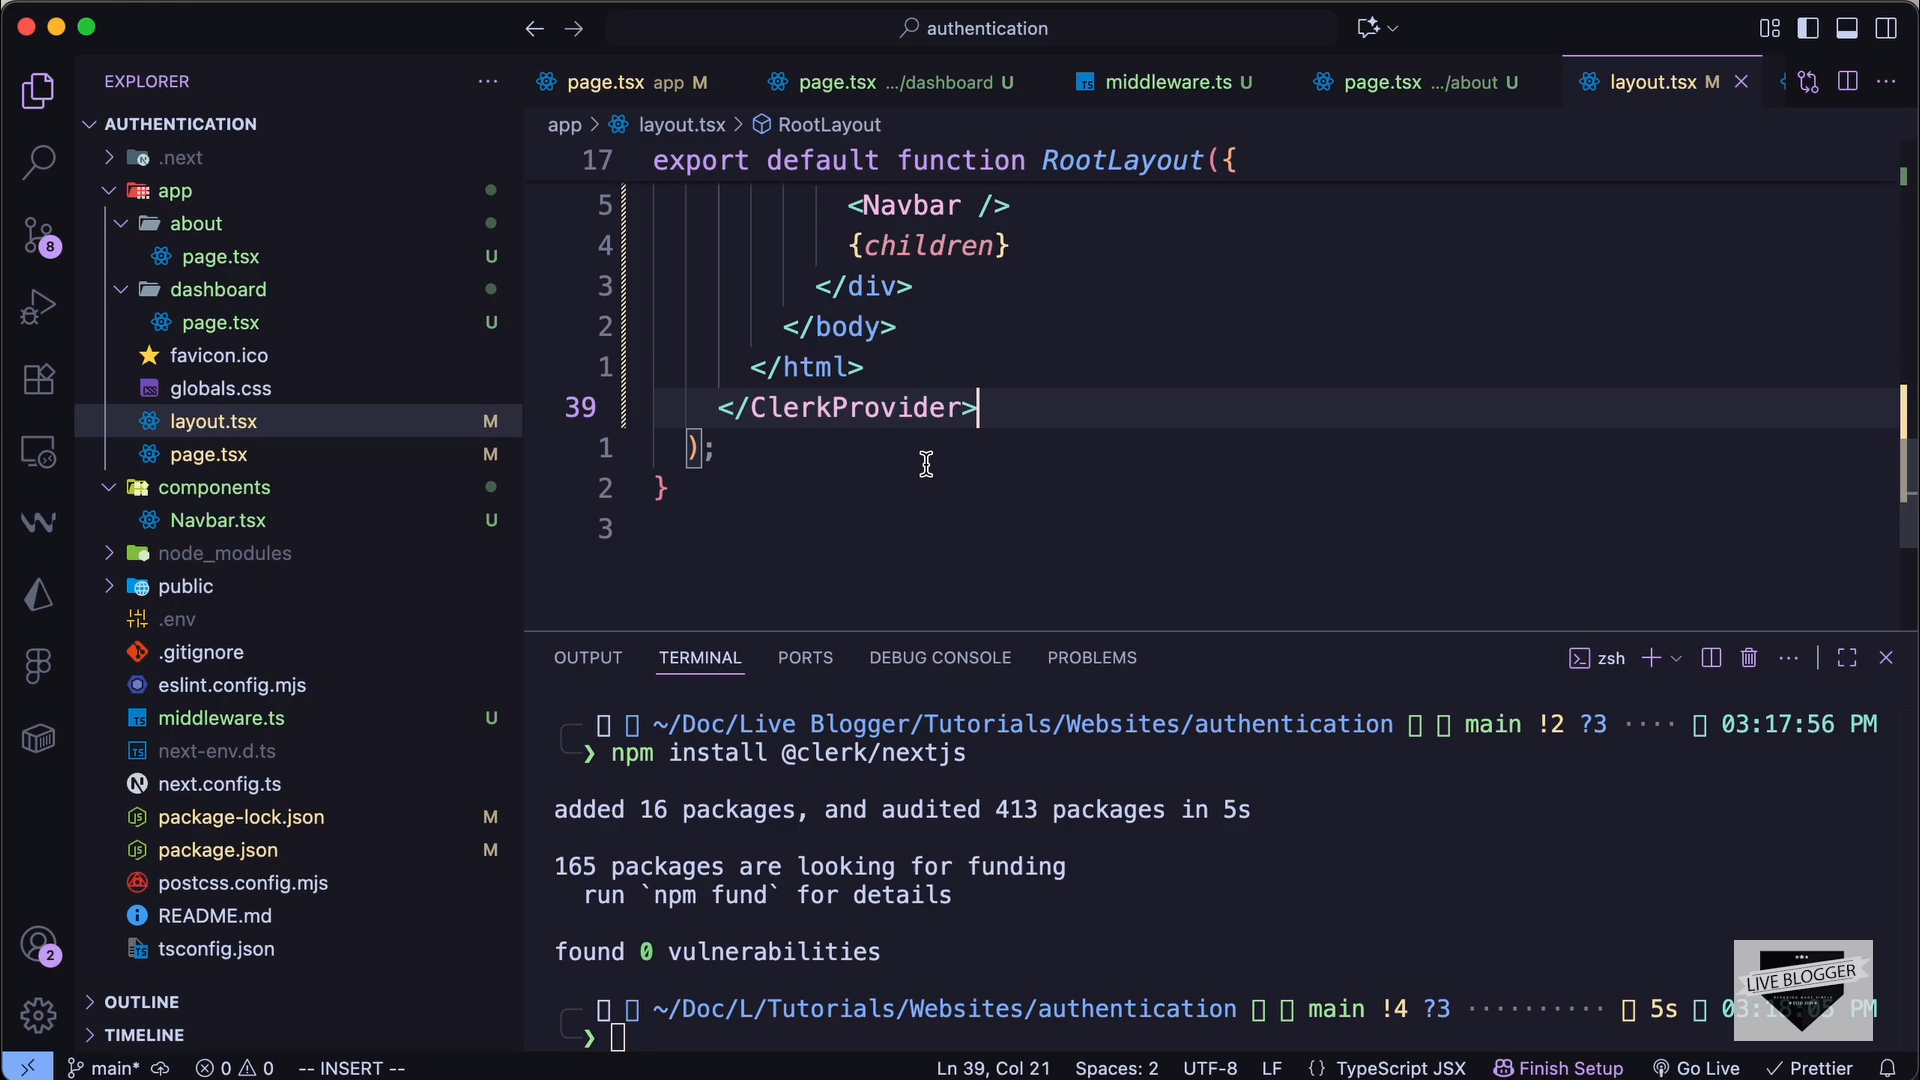 authentication
EXPLORER
page.tsx app M
page.tsx .../dashboard U
middleware.ts U
page.tsx .../about U
layout.tsx M
AUTHENTICATION
app > layout.tsx > RootLayout
.next
app
about
page.tsx U
dashboard
page.tsx U
favicon.ico
globals.css
layout.tsx M
page.tsx M
components
Navbar.tsx U
node_modules
public
.env
.gitignore
eslint.config.mjs
middleware.ts U
next-env.d.ts
next.config.ts
package-lock.json M
package.json M
postcss.config.mjs
README.md
tsconfig.json
OUTLINE
TIMELINE
8
2
17 export default function RootLayout({
5 <Navbar />
4 {children}
3 </div>
2 </body>
1 </html>
39 </ClerkProvider>
1 );
2 }
3
OUTPUT TERMINAL PORTS DEBUG CONSOLE PROBLEMS
zsh
~/Doc/Live Blogger/Tutorials/Websites/authentication main !2 ?3 ···· 03:17:56 PM
❯ npm install @clerk/nextjs
added 16 packages, and audited 413 packages in 5s
165 packages are looking for funding
run `npm fund` for details
found 0 vulnerabilities
~/Doc/L/Tutorials/Websites/authentication main !4 ?3 ·········· 5s 03:18:05 PM
❯
LIVE BLOGGER
main* 0 0 -- INSERT --
Ln 39, Col 21 Spaces: 2 UTF-8 LF {} TypeScript JSX Finish Setup Go Live Prettier